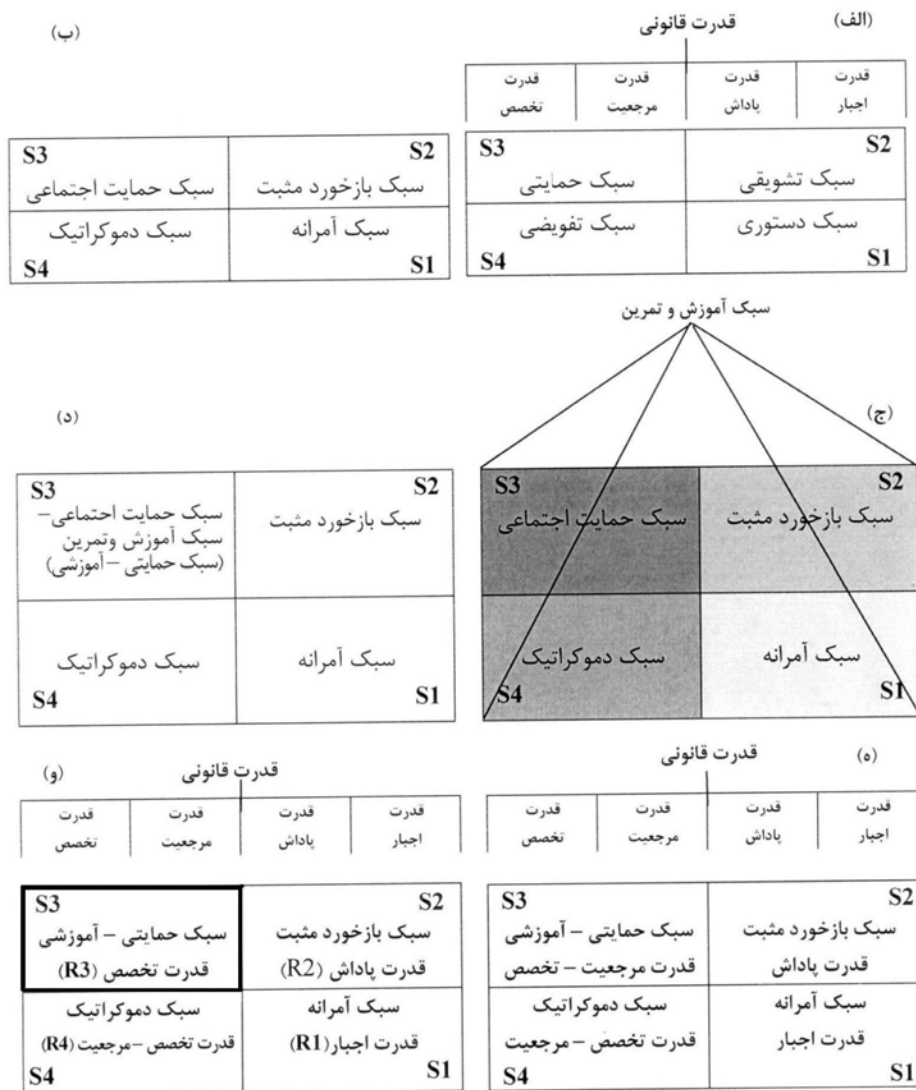 (الف)
قدرت قانونی
قدرت اجبار
قدرت پاداش
قدرت مرجعیت
قدرت تخصص
S2
سبک تشویقی
S3
سبک حمایتی
سبک دستوری
S1
سبک تفویضی
S4
(ب)
S2
سبک بازخورد مثبت
S3
سبک حمایت اجتماعی
سبک آمرانه
S1
سبک دموکراتیک
S4
(ج)
سبک آموزش و تمرین
S2
سبک بازخورد مثبت
S3
سبک حمایت اجتماعی
سبک آمرانه
S1
سبک دموکراتیک
S4
(د)
S2
سبک بازخورد مثبت
S3
سبک حمایت احتماعی–
سبک آموزش وتمرین
(سبک حمایتی – آموزشی)
سبک آمرانه
S1
سبک دموکراتیک
S4
(ه)
قدرت قانونی
قدرت اجبار
قدرت پاداش
قدرت مرجعیت
قدرت تخصص
S2
سبک بازخورد مثبت
قدرت پاداش
S3
سبک حمایتی – آموزشی
قدرت مرجعیت – تخصص
سبک آمرانه
قدرت اجبار
S1
سبک دموکراتیک
قدرت تخصص – مرجعیت
S4
(و)
قدرت قانونی
قدرت اجبار
قدرت پاداش
قدرت مرجعیت
قدرت تخصص
S2
سبک بازخورد مثبت
قدرت پاداش (R2)
S3
سبک حمایتی – آموزشی
قدرت تخصص (R3)
سبک آمرانه
قدرت اجبار(R1)
S1
سبک دموکراتیک
قدرت تخصص –مرجعیت (R4)
S4